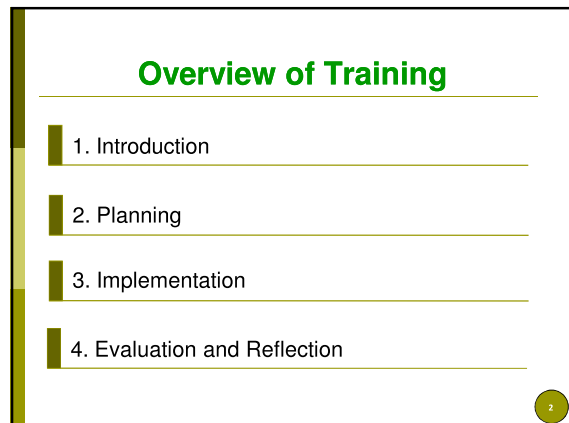 Overview of Training
1. Introduction
2. Planning
3. Implementation
4. Evaluation and Reflection
2